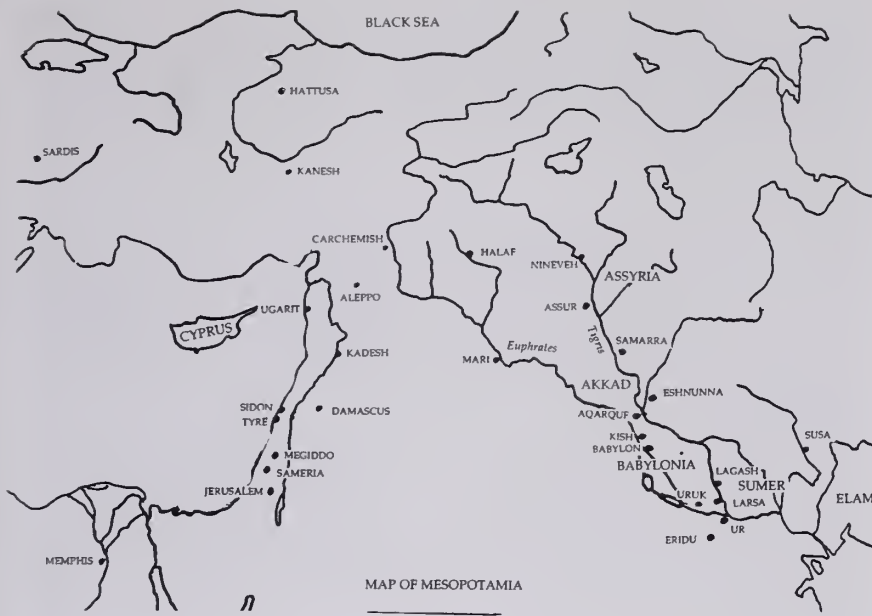 BLACK SEA
HATTUSA
SARDIS
KANESH
CARCHEMISH
HALAF
NINEVEH
ASSYRIA
ALEPPO
UGARIT
ASSUR
CYPRUS
Tigris
SAMARRA
Euphrales
KADESH
MARI
AKKAD
ESHNUNNA
SIDON
DAMASCUS
AQARQUF
TYRE
KISH
SUSA
BABYLON
MEGIDDO
BABYLONIA
SAMERIA
LAGASH
SUMER
JERUSALEM
URUK
LARSA
ELAM
UR
ERIDU
MEMPHIS
MAP OF MESOPOTAMIA